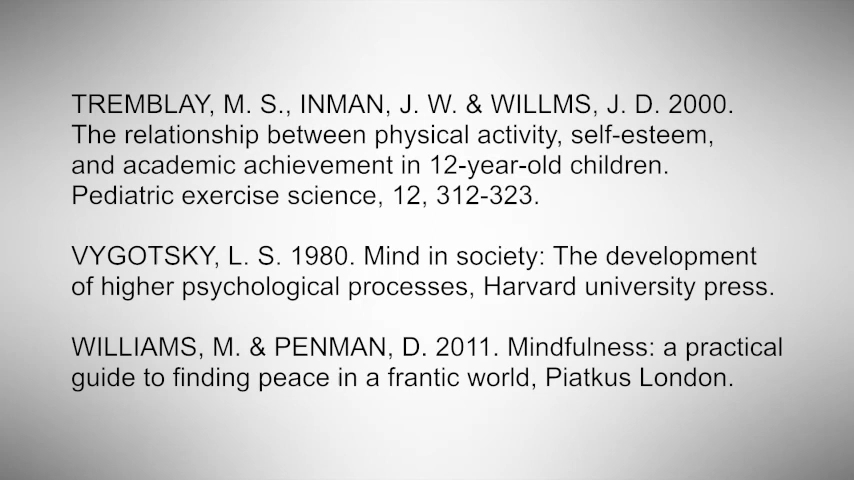 TREMBLAY, M. S., INMAN, J. W. & WILLMS, J. D. 2000.
The relationship between physical activity, self-esteem,
and academic achievement in 12-year-old children.
Pediatric exercise science, 12, 312-323.
VYGOTSKY, L. S. 1980. Mind in society: The development
of higher psychological processes, Harvard university press.
WILLIAMS, M. & PENMAN, D. 2011. Mindfulness: a practical
guide to finding peace in a frantic world, Piatkus London.